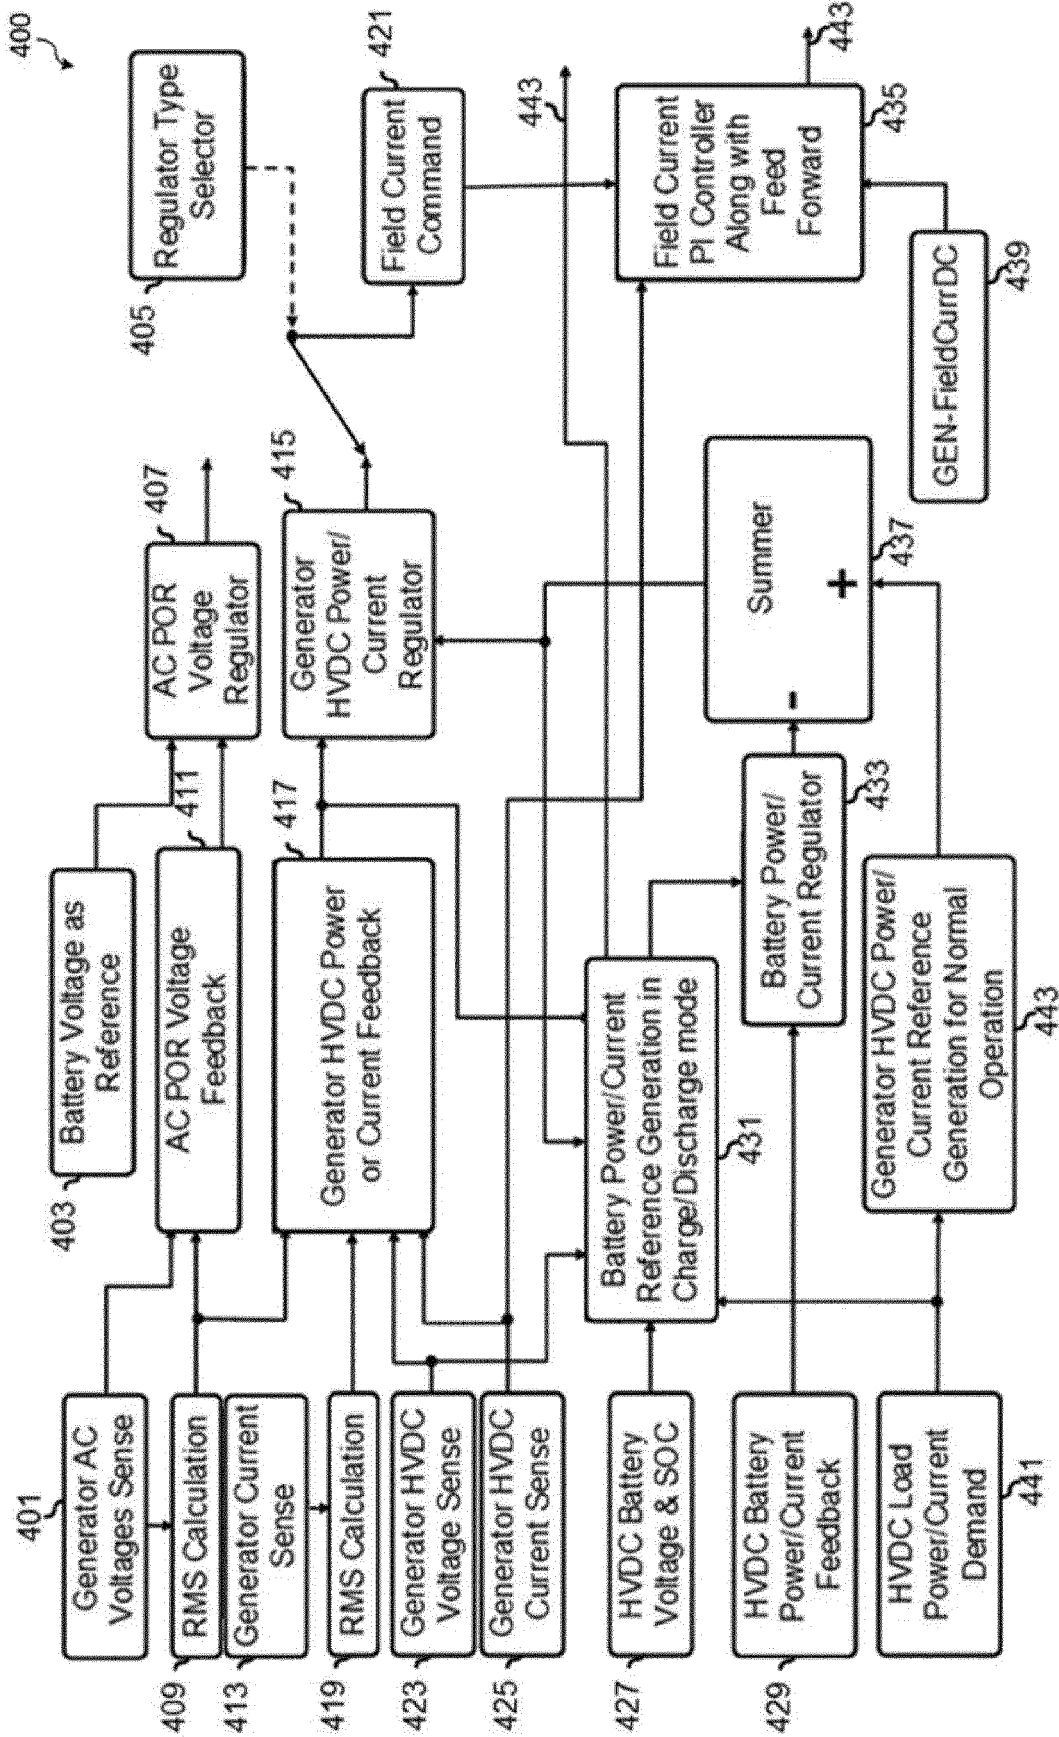 400
401
Generator AC
Voltages Sense
409
RMS Calculation
413
Generator Current
Sense
419
RMS Calculation
423
Generator HVDC
Voltage Sense
425
Generator HVDC
Current Sense
427
HVDC Battery
Voltage & SOC
429
HVDC Battery
Power/Current
Feedback
441
HVDC Load
Power/Current
Demand
403
Battery Voltage as
Reference
411
AC POR Voltage
Feedback
417
Generator HVDC Power
or Current Feedback
431
Battery Power/Current
Reference Generation in
Charge/Discharge mode
433
Battery Power/
Current Regulator
443
Generator HVDC Power/
Current Reference
Generation for Normal
Operation
407
AC POR
Voltage
Regulator
415
Generator
HVDC Power/
Current
Regulator
437
Summer
-
+
405
Regulator Type
Selector
421
Field Current
Command
443
435
Field Current
PI Controller
Along with
Feed
Forward
443
439
GEN-FieldCurrDC